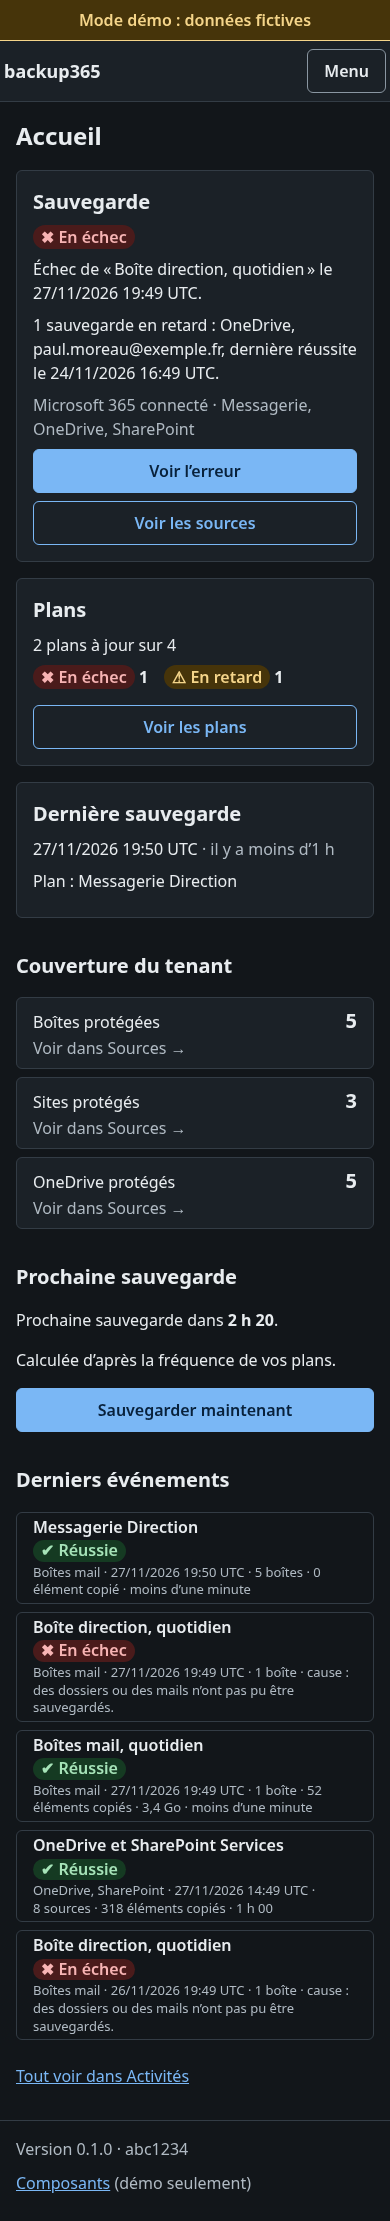 Mode démo : données fictives
backup365
Menu
Accueil
Sauvegarde
✖ En échec
Échec de « Boîte direction, quotidien » le
27/11/2026 19:49 UTC.
1 sauvegarde en retard : OneDrive,
paul.moreau@exemple.fr, dernière réussite
le 24/11/2026 16:49 UTC.
Microsoft 365 connecté · Messagerie,
OneDrive, SharePoint
Voir l’erreur
Voir les sources
Plans
2 plans à jour sur 4
✖ En échec 1 ⚠ En retard 1
Voir les plans
Dernière sauvegarde
27/11/2026 19:50 UTC · il y a moins d’1 h
Plan : Messagerie Direction
Couverture du tenant
Boîtes protégées 5
Voir dans Sources →
Sites protégés 3
Voir dans Sources →
OneDrive protégés 5
Voir dans Sources →
Prochaine sauvegarde
Prochaine sauvegarde dans 2 h 20.
Calculée d’après la fréquence de vos plans.
Sauvegarder maintenant
Derniers événements
Messagerie Direction
✔ Réussie
Boîtes mail · 27/11/2026 19:50 UTC · 5 boîtes · 0
élément copié · moins d’une minute
Boîte direction, quotidien
✖ En échec
Boîtes mail · 27/11/2026 19:49 UTC · 1 boîte · cause :
des dossiers ou des mails n’ont pas pu être
sauvegardés.
Boîtes mail, quotidien
✔ Réussie
Boîtes mail · 27/11/2026 19:49 UTC · 1 boîte · 52
éléments copiés · 3,4 Go · moins d’une minute
OneDrive et SharePoint Services
✔ Réussie
OneDrive, SharePoint · 27/11/2026 14:49 UTC ·
8 sources · 318 éléments copiés · 1 h 00
Boîte direction, quotidien
✖ En échec
Boîtes mail · 26/11/2026 19:49 UTC · 1 boîte · cause :
des dossiers ou des mails n’ont pas pu être
sauvegardés.
Tout voir dans Activités
Version 0.1.0 · abc1234
Composants (démo seulement)